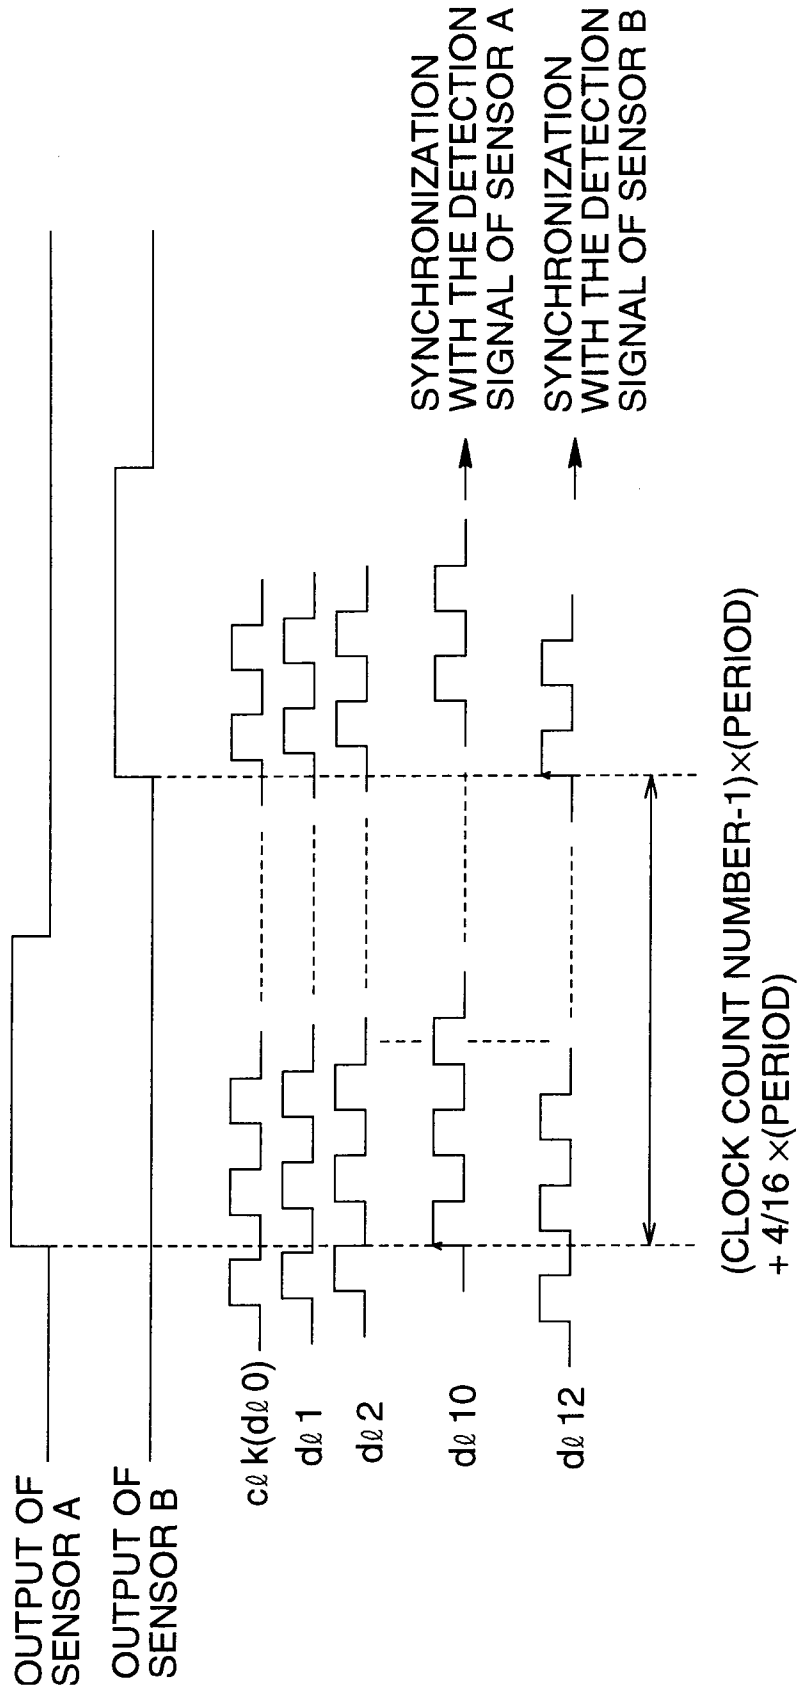 OUTPUT OF
SENSOR A
OUTPUT OF
SENSOR B
cℓk(dℓ0)
dℓ1
dℓ2
dℓ10
SYNCHRONIZATION
WITH THE DETECTION
SIGNAL OF SENSOR A
dℓ12
SYNCHRONIZATION
WITH THE DETECTION
SIGNAL OF SENSOR B
(CLOCK COUNT NUMBER-1)×(PERIOD)
+ 4/16 ×(PERIOD)